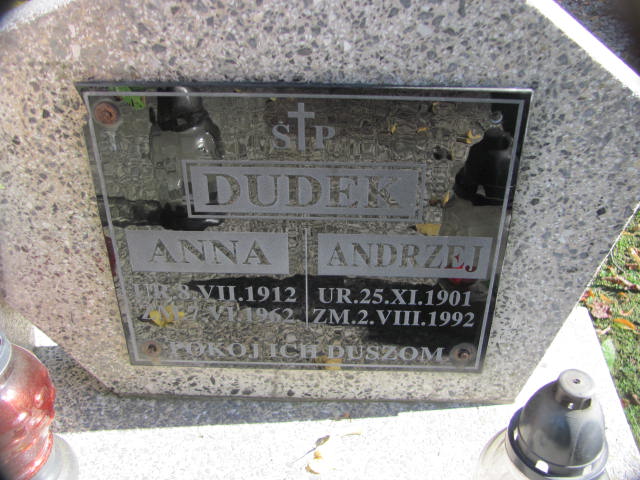 S P
DUDEK
ANNA ANDRZEJ
UR.8.VII.1912 UR.25.XI.1901
VI.1962 ZM.2.VIII.1992
POKÓJ ICH DUSZOM